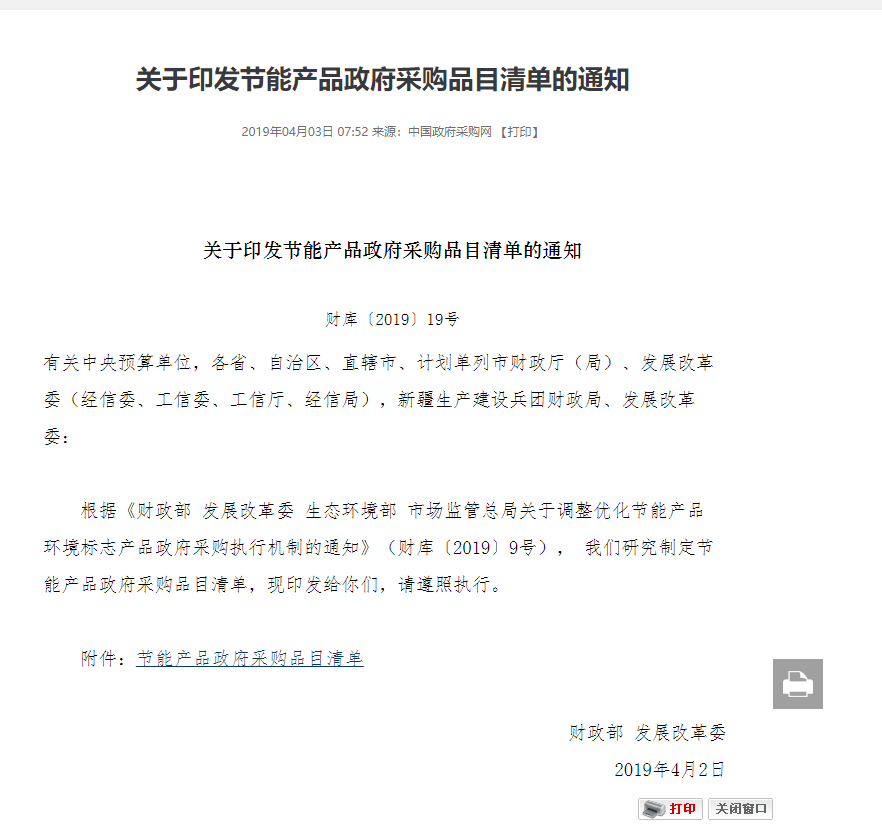 关于印发节能产品政府采购品目清单的通知
2019年04月03日 07:52 来源：中国政府采购网 【打印】
关于印发节能产品政府采购品目清单的通知
财库〔2019〕19号
有关中央预算单位，各省、自治区、直辖市、计划单列市财政厅（局）、发展改革
委（经信委、工信委、工信厅、经信局），新疆生产建设兵团财政局、发展改革
委：
根据《财政部 发展改革委 生态环境部 市场监管总局关于调整优化节能产品
环境标志产品政府采购执行机制的通知》（财库〔2019〕9号）， 我们研究制定节
能产品政府采购品目清单，现印发给你们，请遵照执行。
附件：节能产品政府采购品目清单
财政部 发展改革委
2019年4月2日
打印 关闭窗口